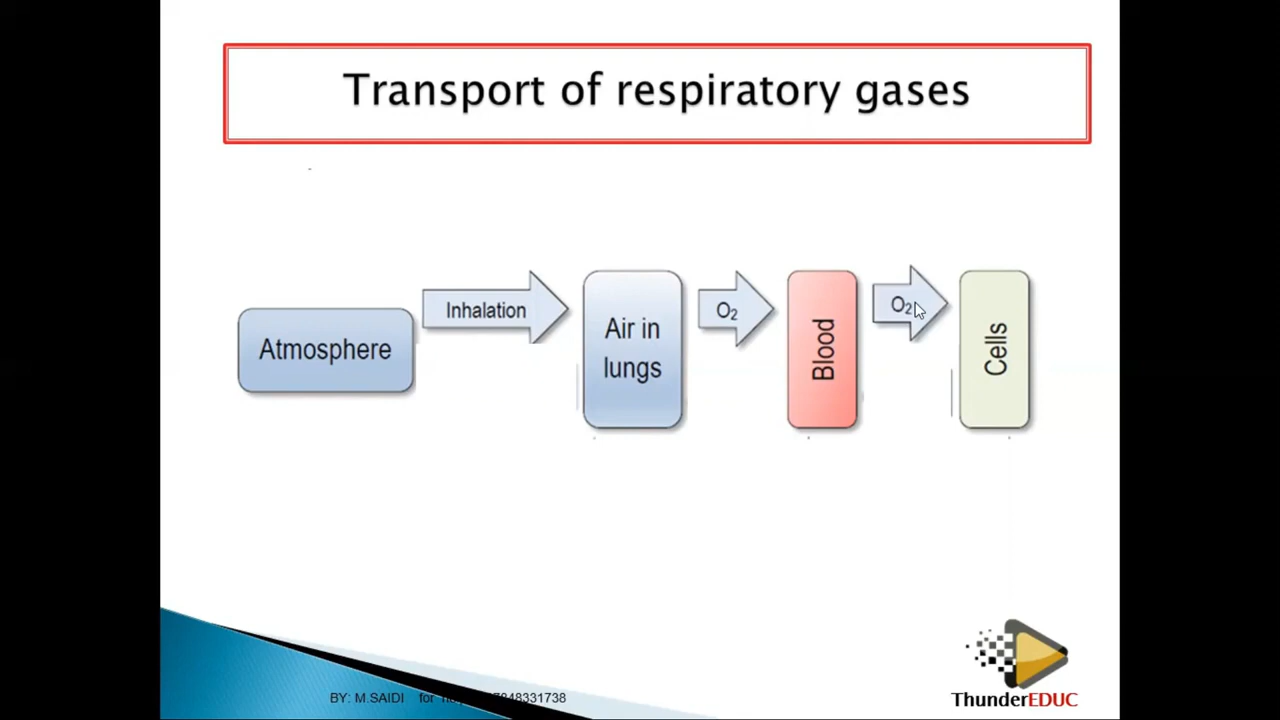 Transport of respiratory gases
Atmosphere
Inhalation
Air in
lungs
O₂
Blood
O₂
Cells
BY: M.SAIDI for
ThunderEDUC